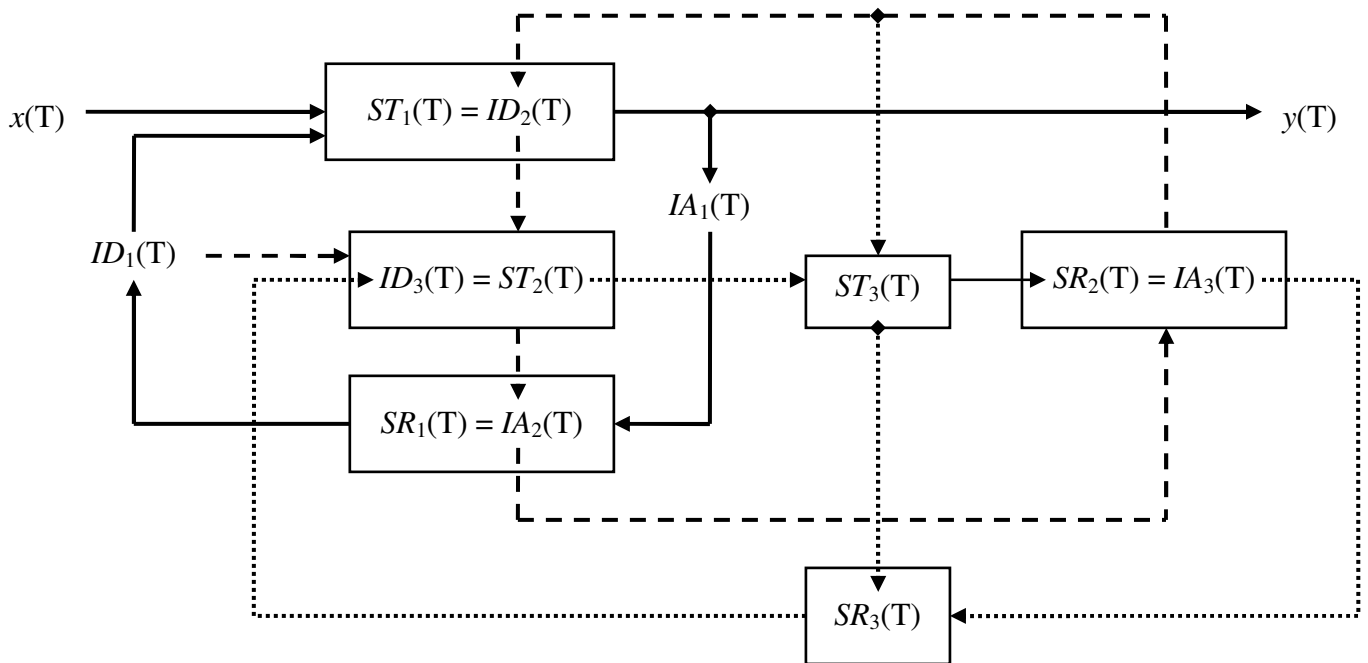 x(T)
ST₁(T) = ID₂(T)
y(T)
IA₁(T)
ID₁(T)
ID₃(T) = ST₂(T)
ST₃(T)
SR₂(T) = IA₃(T)
SR₁(T) = IA₂(T)
SR₃(T)